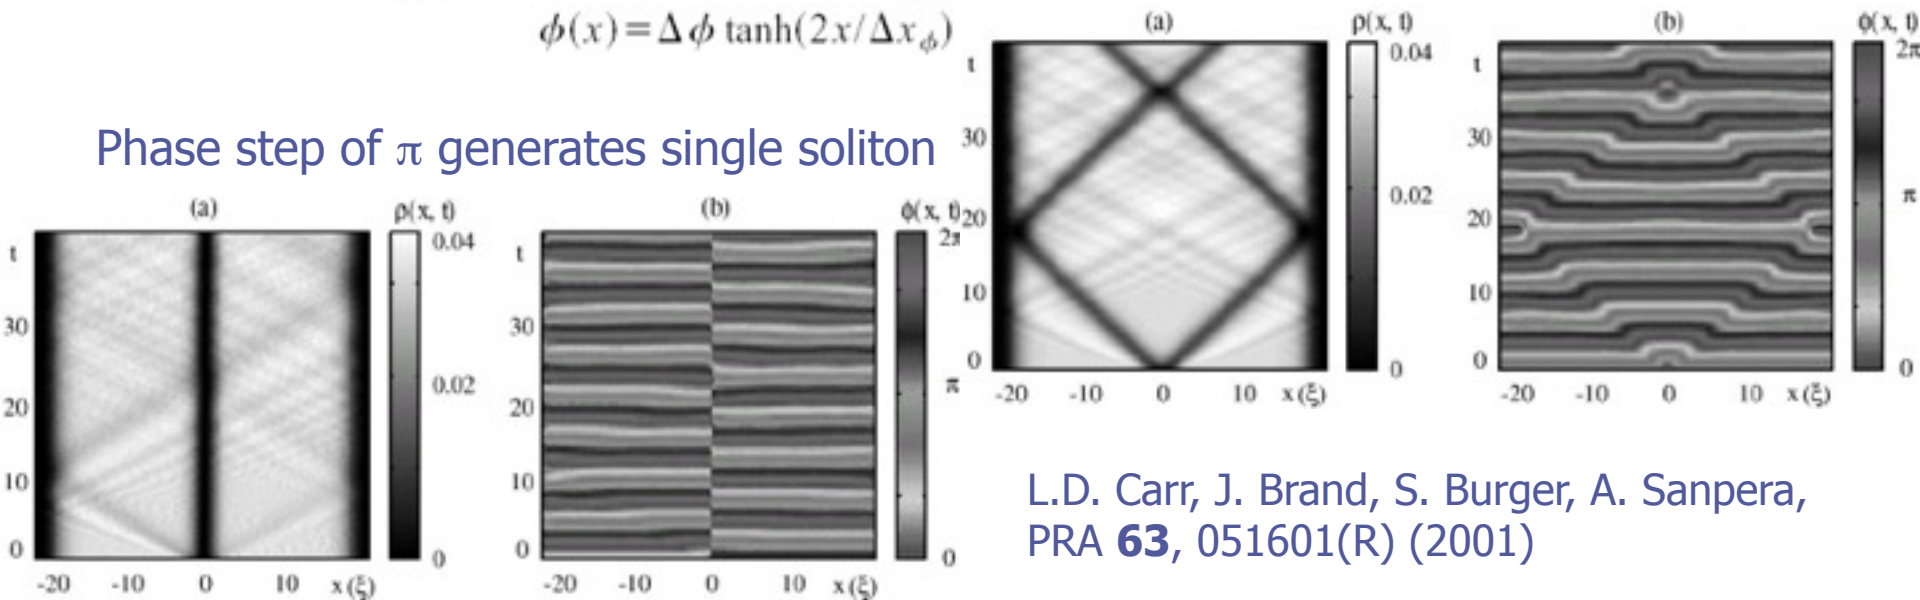 ϕ(x)=Δϕ tanh(2x/Δx_ϕ)
Phase step of π generates single soliton
(a) ρ(x, t)
t
0.04
0.02
0
30
20
10
0
-20 -10 0 10 x(ξ)
(b) ϕ(x, t)
t
2π
π
0
30
20
10
0
-20 -10 0 10 x(ξ)
(a) ρ(x, t)
t
0.04
0.02
0
30
20
10
0
-20 -10 0 10 x(ξ)
(b) ϕ(x, t)
t
2π
π
0
30
20
10
0
-20 -10 0 10 x(ξ)
L.D. Carr, J. Brand, S. Burger, A. Sanpera,
PRA 63, 051601(R) (2001)